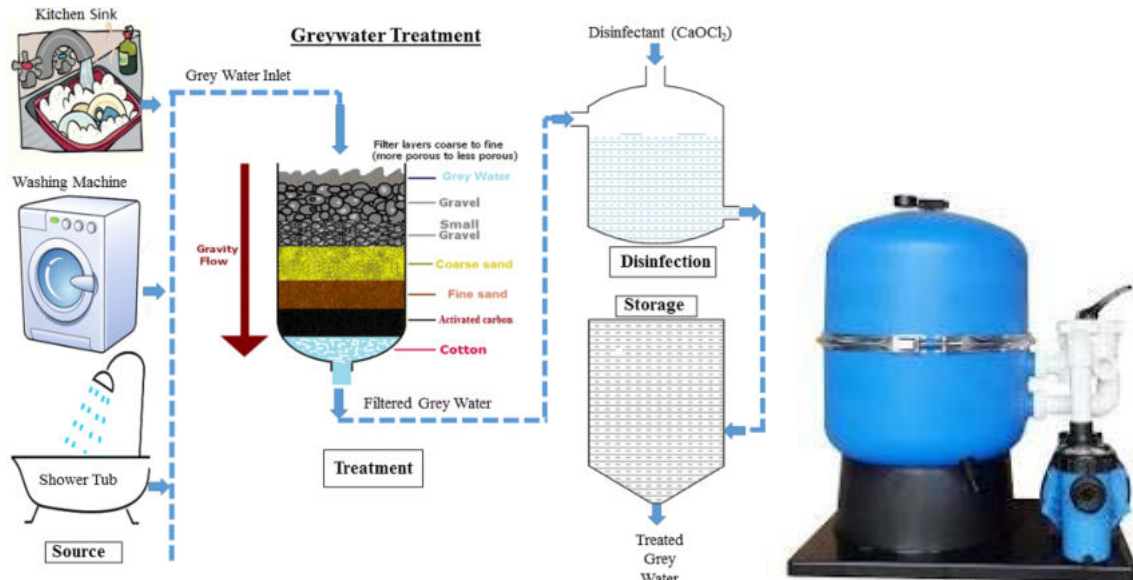 Kitchen Sink
Greywater Treatment
Disinfectant (CaOCl₂)
Grey Water Inlet
Filter layers coarse to fine
(more porous to less porous)
Grey Water
Washing Machine
Gravel
Small
Gravel
Gravity
Flow
Coarse sand
Disinfection
Fine sand
Storage
Activated carbon
Cotton
Filtered Grey Water
Shower Tub
Treatment
Source
Treated
Grey
Water